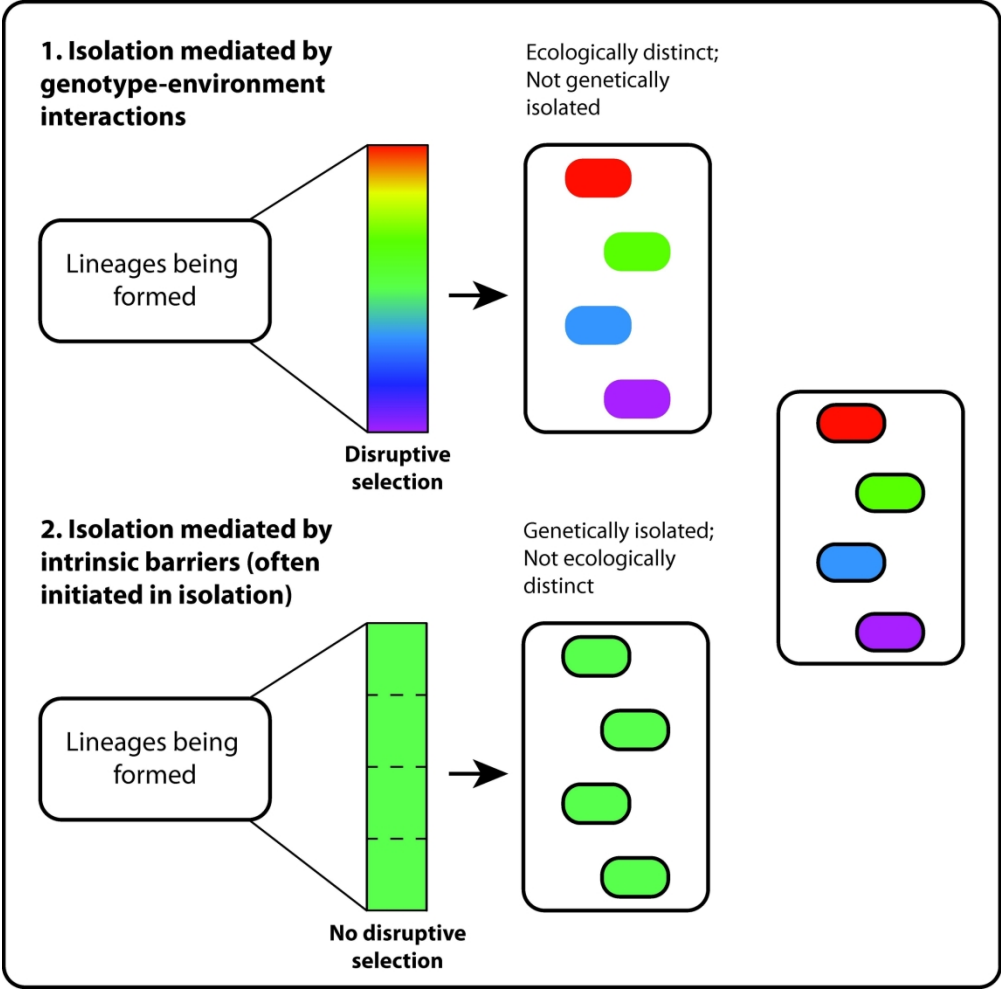 1. Isolation mediated by
genotype-environment
interactions
Ecologically distinct;
Not genetically
isolated
Lineages being
formed
Disruptive
selection
2. Isolation mediated by
intrinsic barriers (often
initiated in isolation)
Genetically isolated;
Not ecologically
distinct
Lineages being
formed
No disruptive
selection